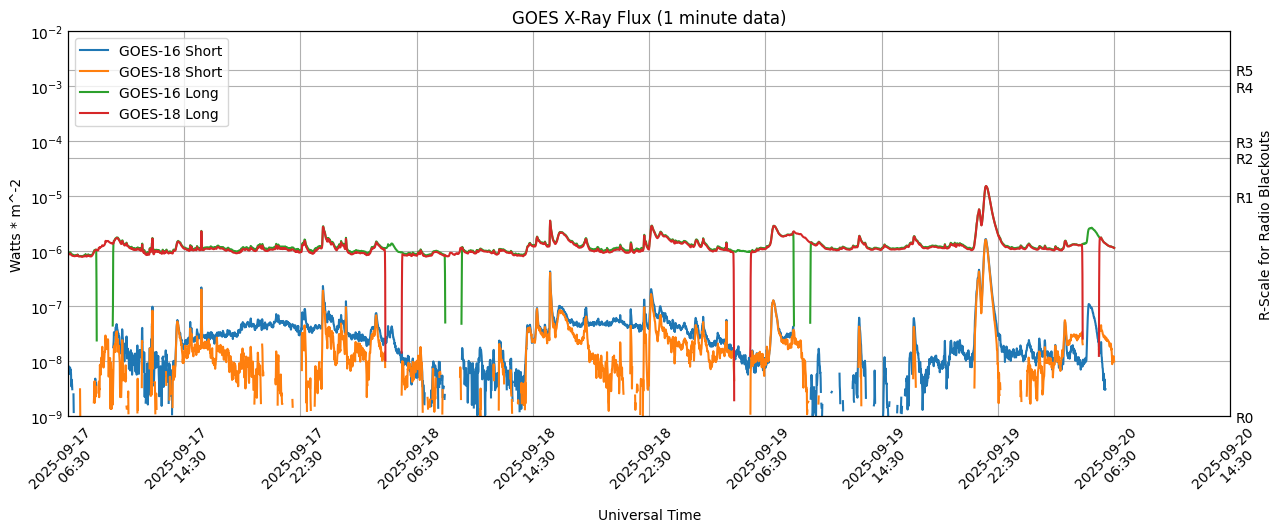 GOES X-Ray Flux (1 minute data)
GOES-16 Short
GOES-18 Short
GOES-16 Long
GOES-18 Long
Watts * m^-2
10⁻²
10⁻³
10⁻⁴
10⁻⁵
10⁻⁶
10⁻⁷
10⁻⁸
10⁻⁹
R5
R4
R3
R2
R1
R0
R-Scale for Radio Blackouts
2025-09-17
06:30
2025-09-17
14:30
2025-09-17
22:30
2025-09-18
06:30
2025-09-18
14:30
2025-09-18
22:30
2025-09-19
06:30
2025-09-19
14:30
2025-09-19
22:30
2025-09-20
06:30
2025-09-20
14:30
Universal Time